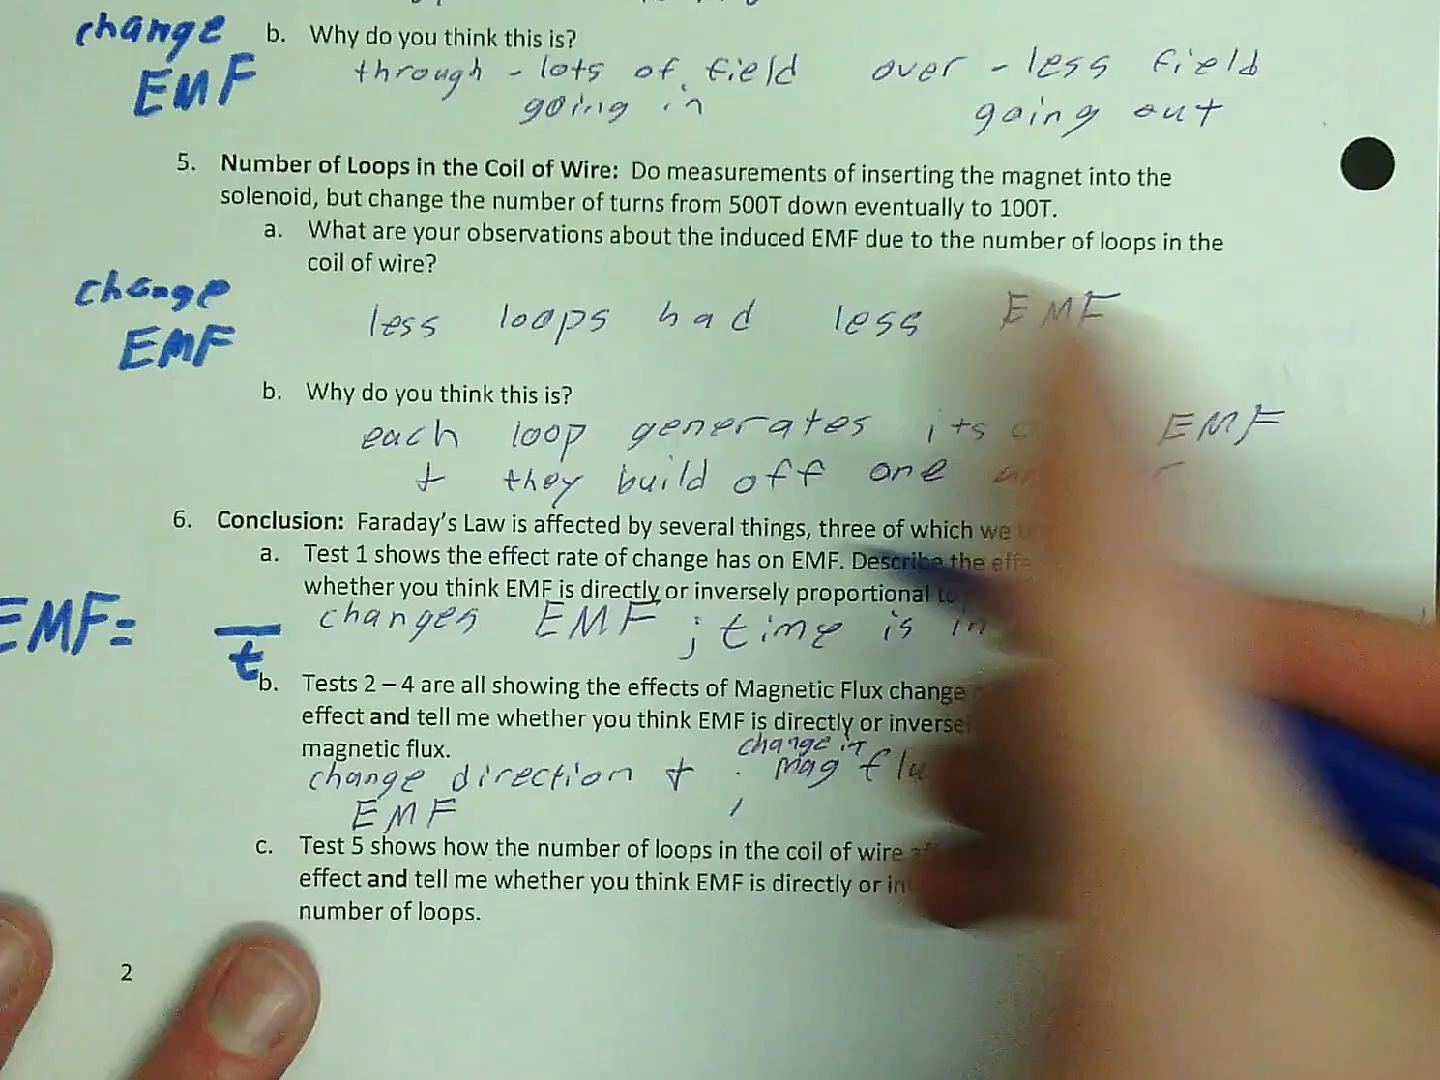 change b. Why do you think this is?
EMF through - lots of field over - less field
going in going out
5. Number of Loops in the Coil of Wire: Do measurements of inserting the magnet into the
solenoid, but change the number of turns from 500T down eventually to 100T.
a. What are your observations about the induced EMF due to the number of loops in the
coil of wire?
change
EMF less loops had less EMF
b. Why do you think this is?
each loop generates its EMF
+ they build off one
6. Conclusion: Faraday's Law is affected by several things, three of which we
a. Test 1 shows the effect rate of change has on EMF. Describe the
whether you think EMF is directly or inversely proportional
EMF= changes EMF ; time is
t
b. Tests 2 – 4 are all showing the effects of Magnetic Flux change
effect and tell me whether you think EMF is directly or
magnetic flux.
change in
change direction + ; mag
EMF
c. Test 5 shows how the number of loops in the coil of wire
effect and tell me whether you think EMF is directly or
number of loops.
2